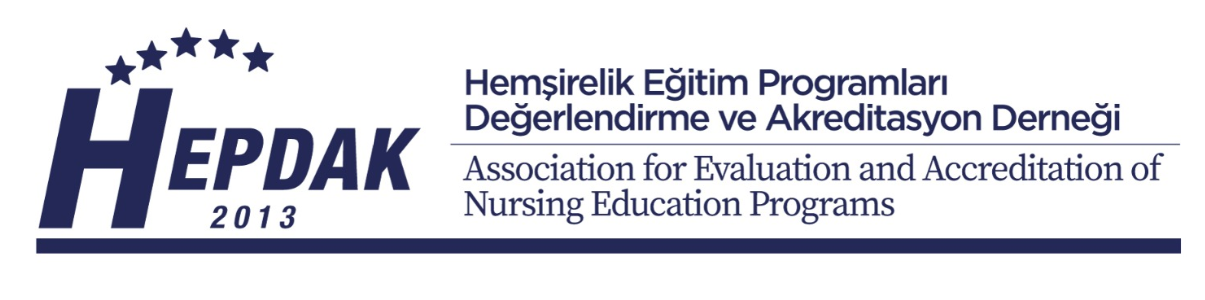 HEPDAK
2013
Hemşirelik Eğitim Programları
Değerlendirme ve Akreditasyon Derneği
Association for Evaluation and Accreditation of
Nursing Education Programs